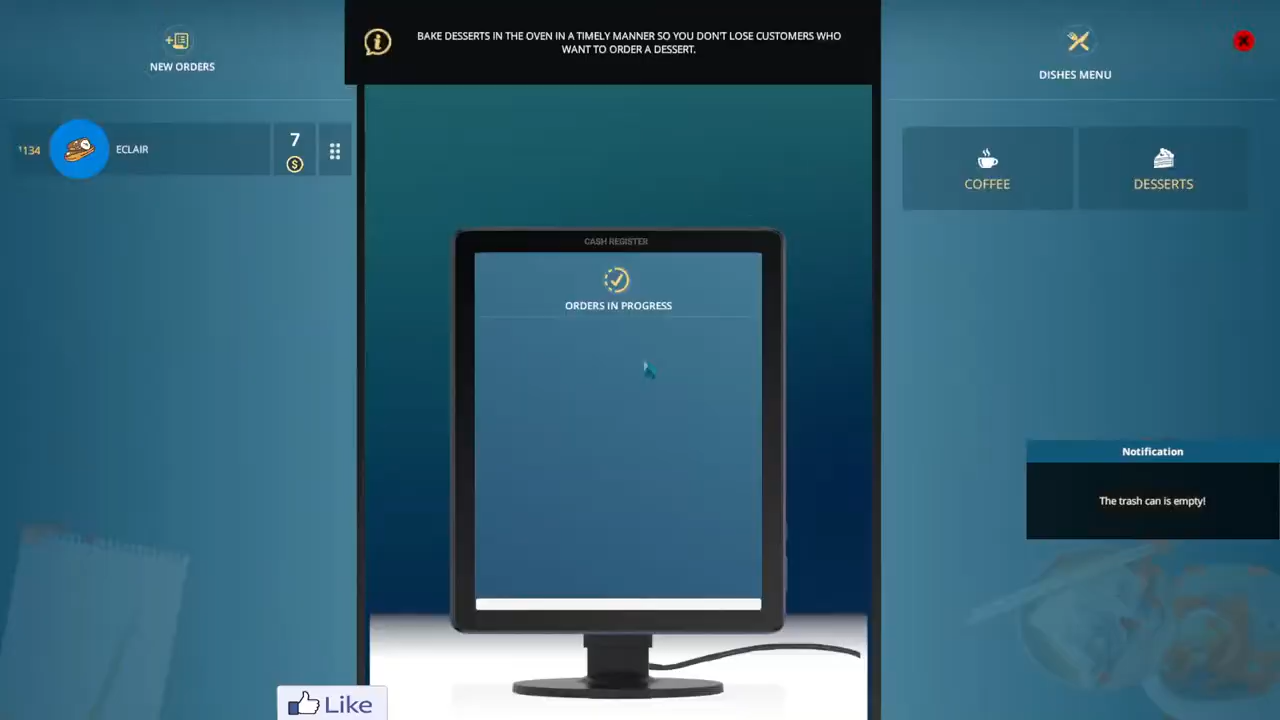 NEW ORDERS
BAKE DESSERTS IN THE OVEN IN A TIMELY MANNER SO YOU DON'T LOSE CUSTOMERS WHO
WANT TO ORDER A DESSERT.
DISHES MENU
134
ECLAIR
7
COFFEE
DESSERTS
CASH REGISTER
ORDERS IN PROGRESS
Notification
The trash can is empty!
Like